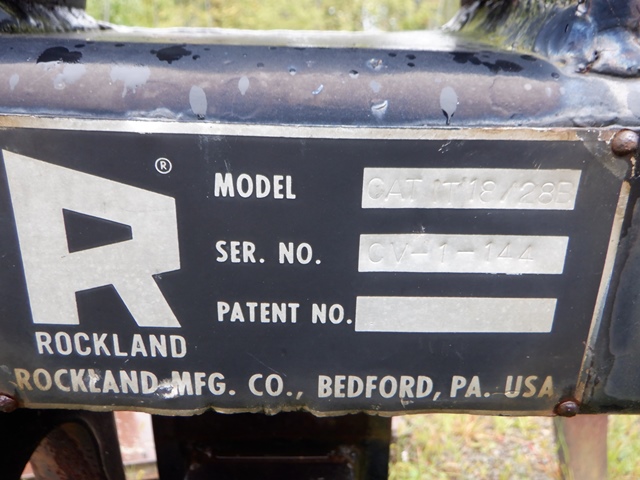 R®
MODEL CAT IT18/28B
SER. NO. CV-1-144
PATENT NO.
ROCKLAND
ROCKLAND MFG. CO., BEDFORD, PA. USA